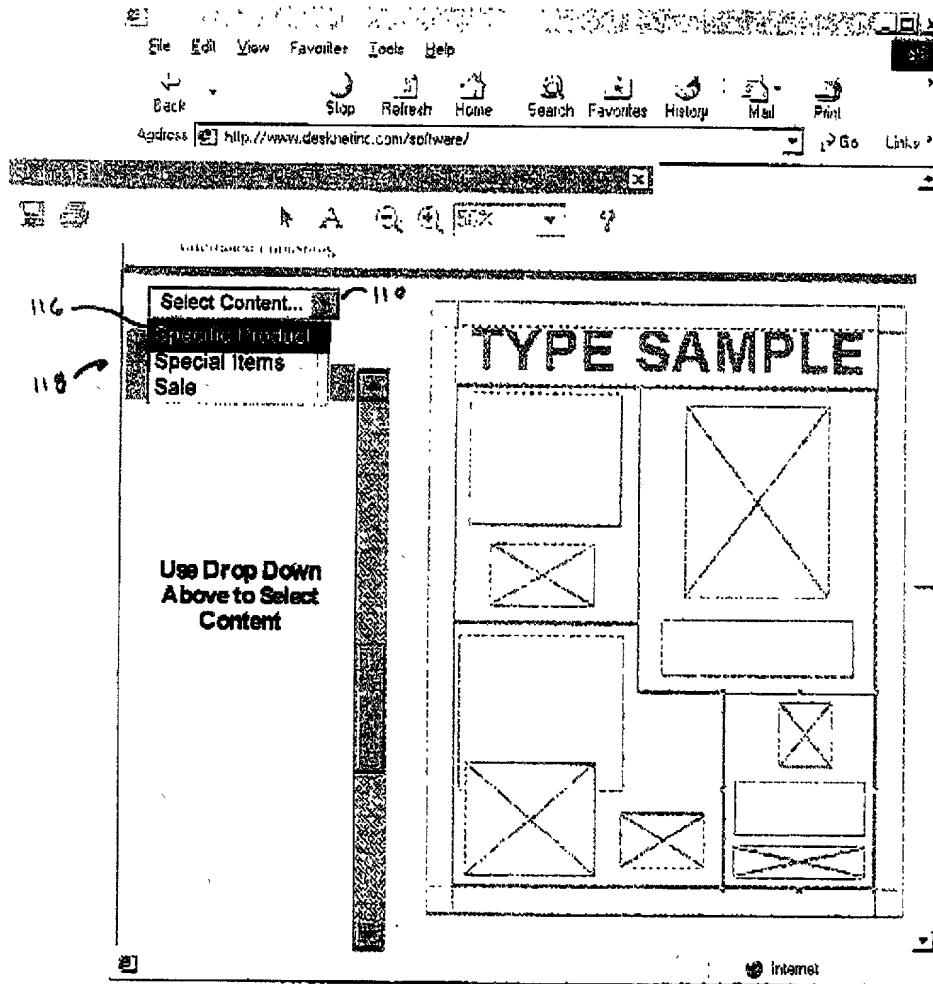 File Edit View Favorites Tools Help
Back Stop Refresh Home Search Favorites History Mail Print
Address http://www.desknetinc.com/software/ Go Links
A 50% ?
Select Content... 110
116 Specific Product
Special Items
118 Sale
TYPE SAMPLE
Use Drop Down
Above to Select
Content
Internet